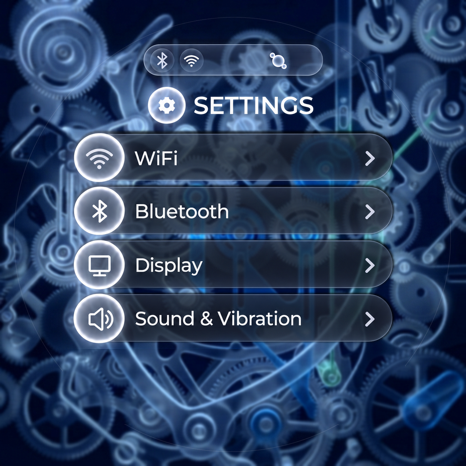 SETTINGS
WiFi
Bluetooth
Display
Sound & Vibration